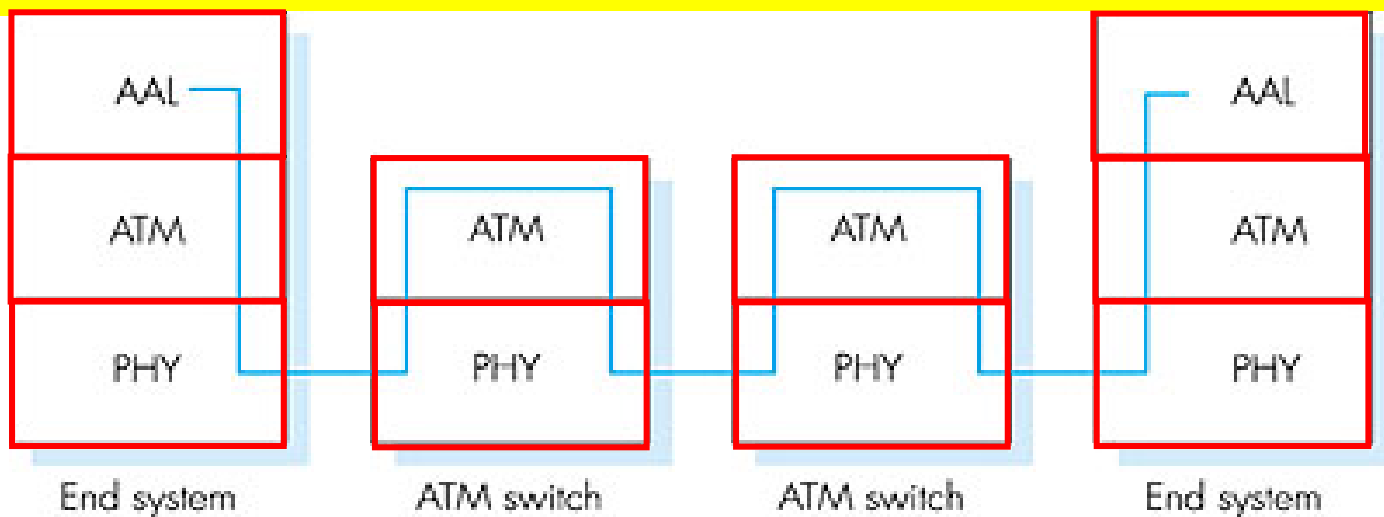 AAL AAL
ATM ATM ATM ATM
PHY PHY PHY PHY
End system ATM switch ATM switch End system